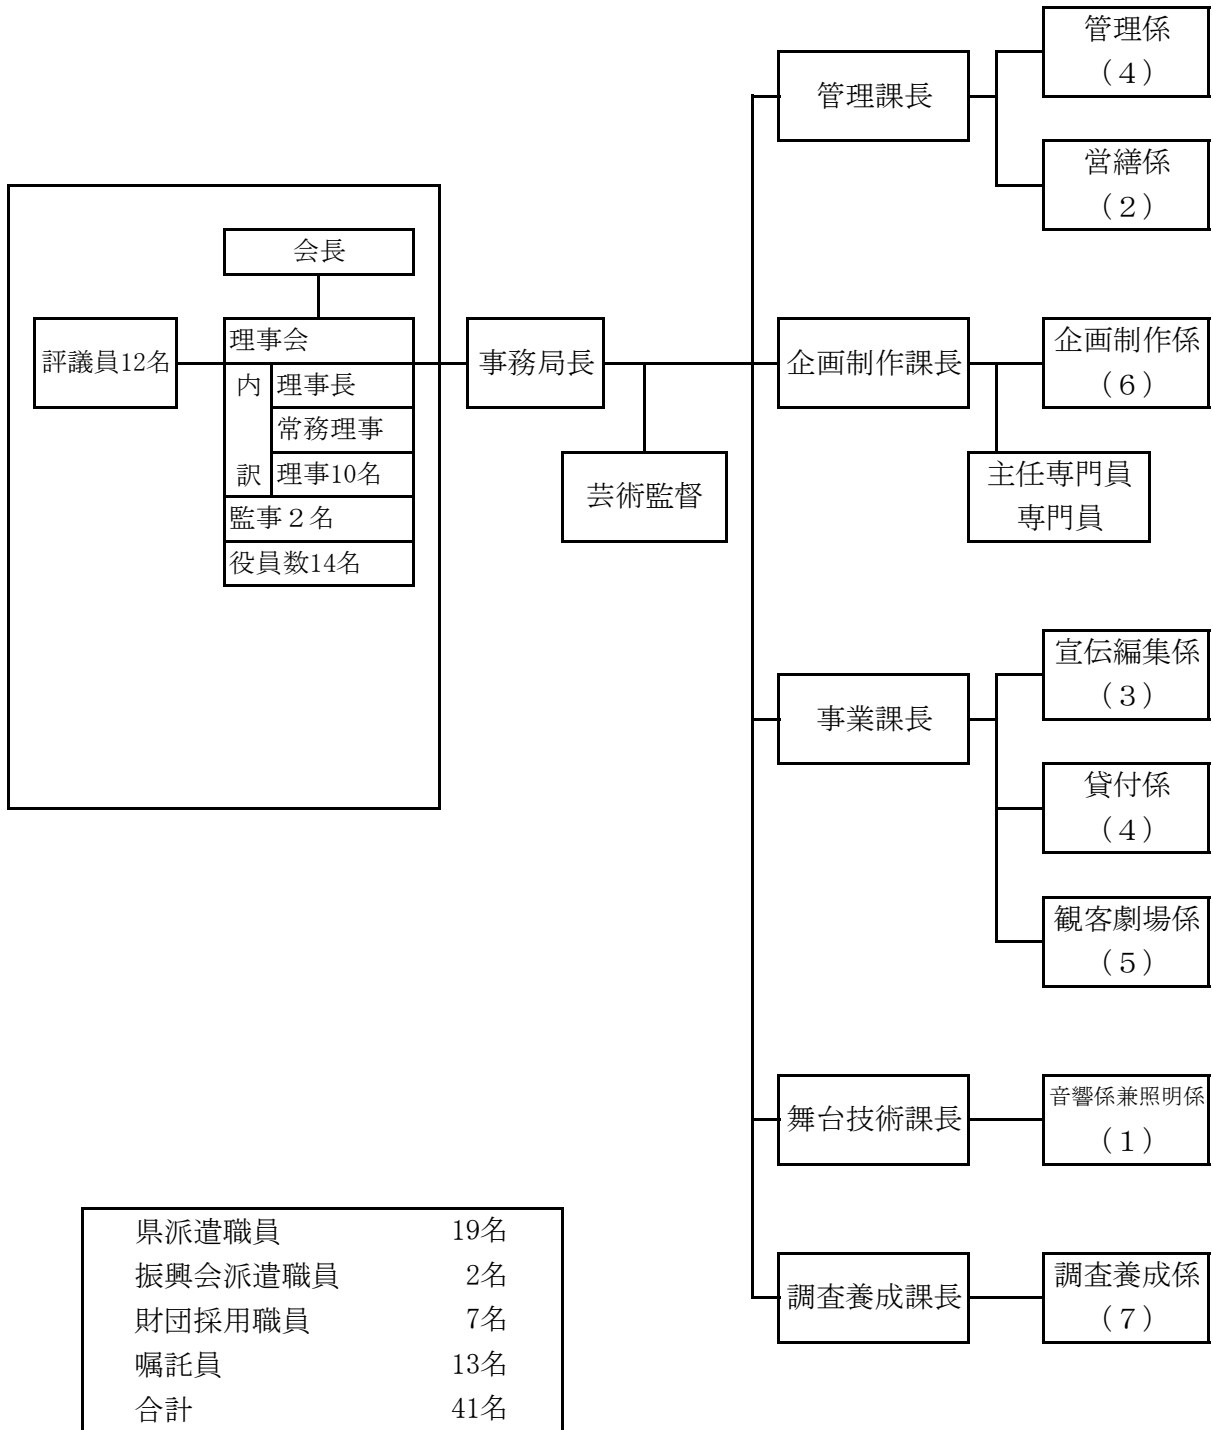 管理係
（４）
管理課長
営繕係
（２）
会長
評議員12名
理事会
内
訳
理事長
常務理事
理事10名
監事２名
役員数14名
事務局長
芸術監督
企画制作課長
企画制作係
（６）
主任専門員
専門員
宣伝編集係
（３）
事業課長
貸付係
（４）
観客劇場係
（５）
舞台技術課長
音響係兼照明係
（１）
調査養成課長
調査養成係
（７）
県派遣職員 19名
振興会派遣職員 2名
財団採用職員 7名
嘱託員 13名
合計 41名